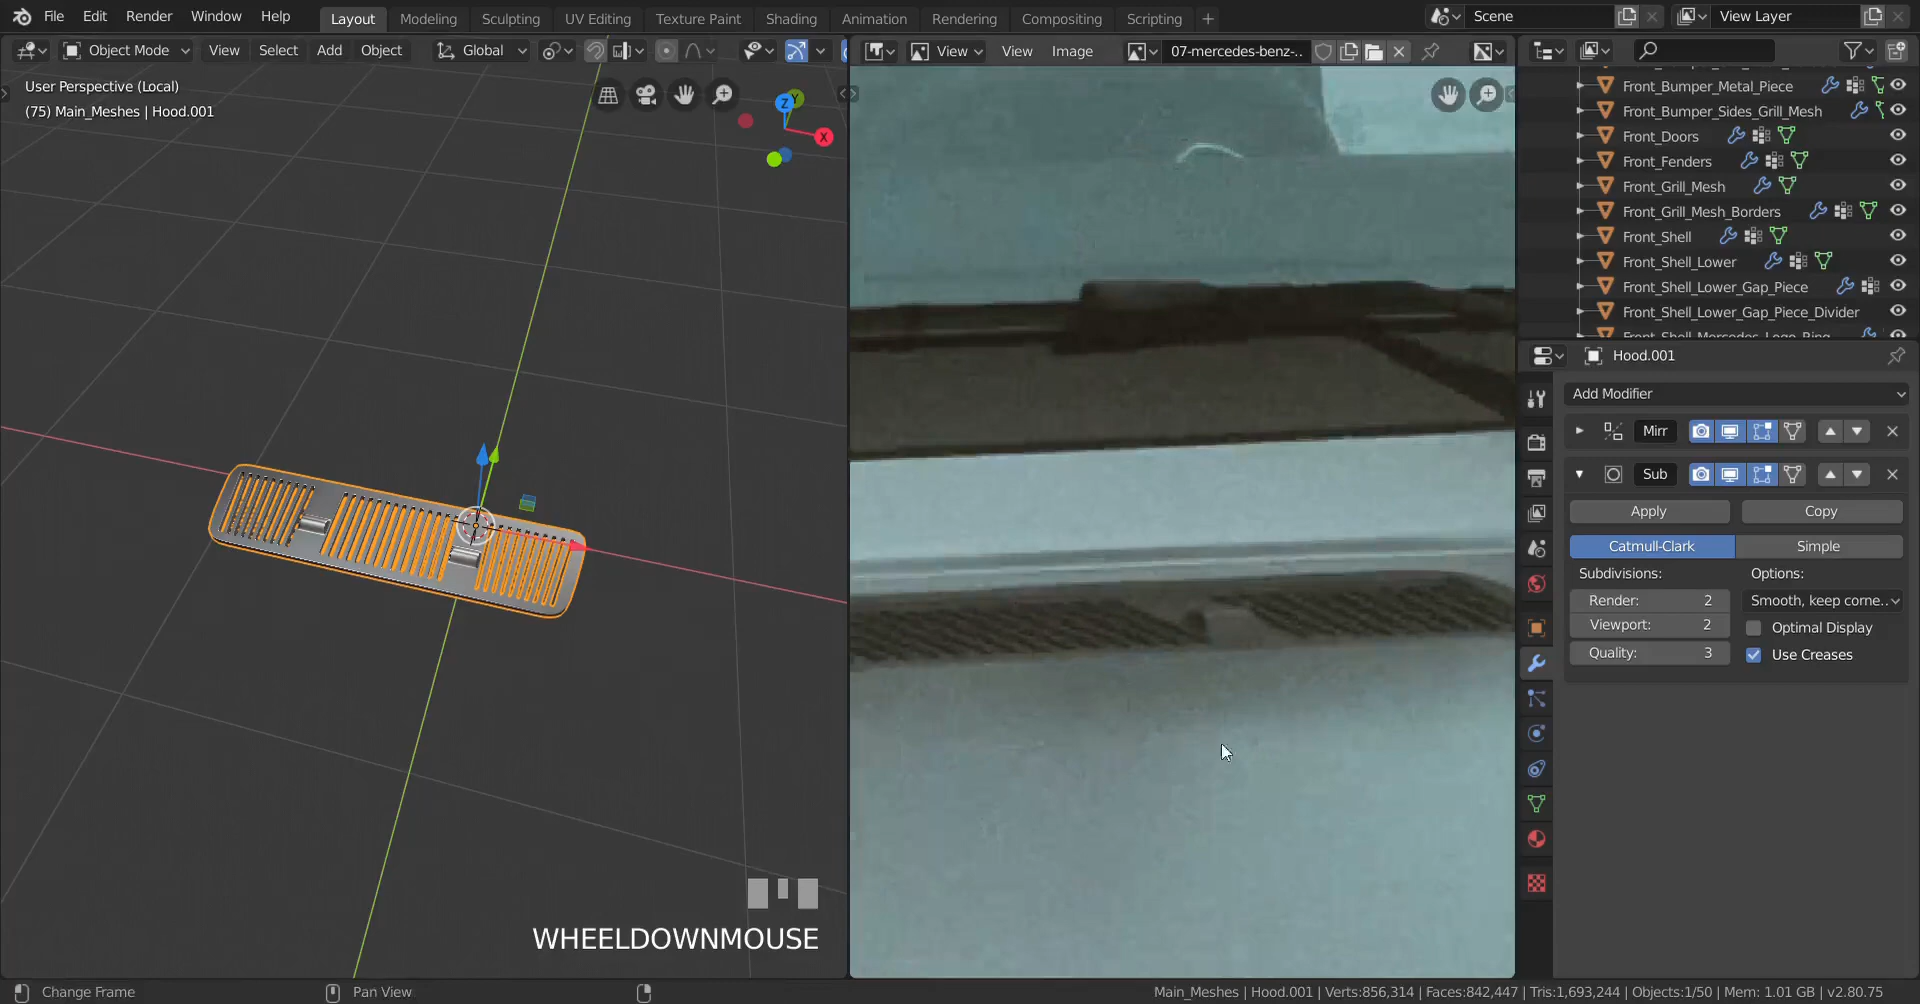 File Edit Render Window Help Layout Modeling Sculpting UV Editing Texture Paint Shading Animation Rendering Compositing Scripting + Scene View Layer
Object Mode View Select Add Object Global View View Image 07-mercedes-benz-..
User Perspective (Local)
(75) Main_Meshes | Hood.001
Z
Y
X
Front_Bumper_Metal_Piece
Front_Bumper_Sides_Grill_Mesh
Front_Doors
Front_Fenders
Front_Grill_Mesh
Front_Grill_Mesh_Borders
Front_Shell
Front_Shell_Lower
Front_Shell_Lower_Gap_Piece
Front_Shell_Lower_Gap_Piece_Divider
Front_Shell_Mercedes_Logo_Ring
Hood.001
Add Modifier
Mirr
Sub
Apply Copy
Catmull-Clark Simple
Subdivisions: Options:
Render: 2 Smooth, keep corne..
Viewport: 2 Optimal Display
Quality: 3 Use Creases
WHEELDOWNMOUSE
Change Frame Pan View Main_Meshes | Hood.001 | Verts:856,314 | Faces:842,447 | Tris:1,693,244 | Objects:1/50 | Mem: 1.01 GB | v2.80.75